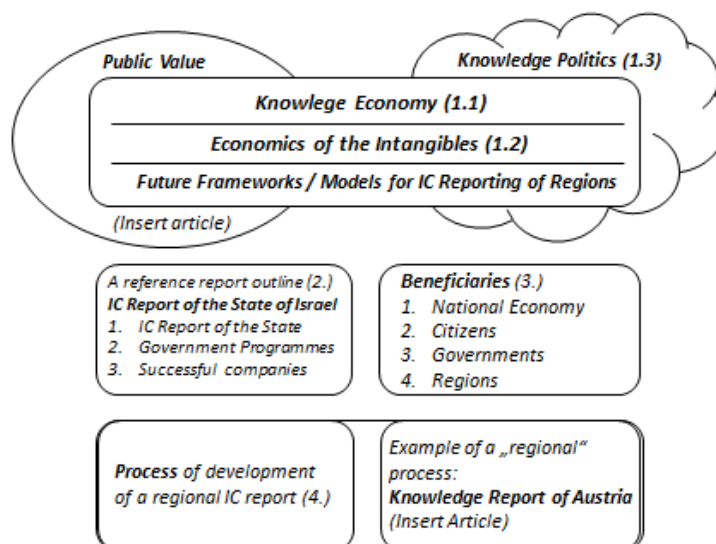 Public Value
Knowledge Politics (1.3)
Knowlege Economy (1.1)
Economics of the Intangibles (1.2)
Future Frameworks / Models for IC Reporting of Regions
(Insert article)
A reference report outline (2.)
IC Report of the State of Israel
1. IC Report of the State
2. Government Programmes
3. Successful companies
Beneficiaries (3.)
1. National Economy
2. Citizens
3. Governments
4. Regions
Process of development
of a regional IC report (4.)
Example of a „regional“
process:
Knowledge Report of Austria
(Insert Article)